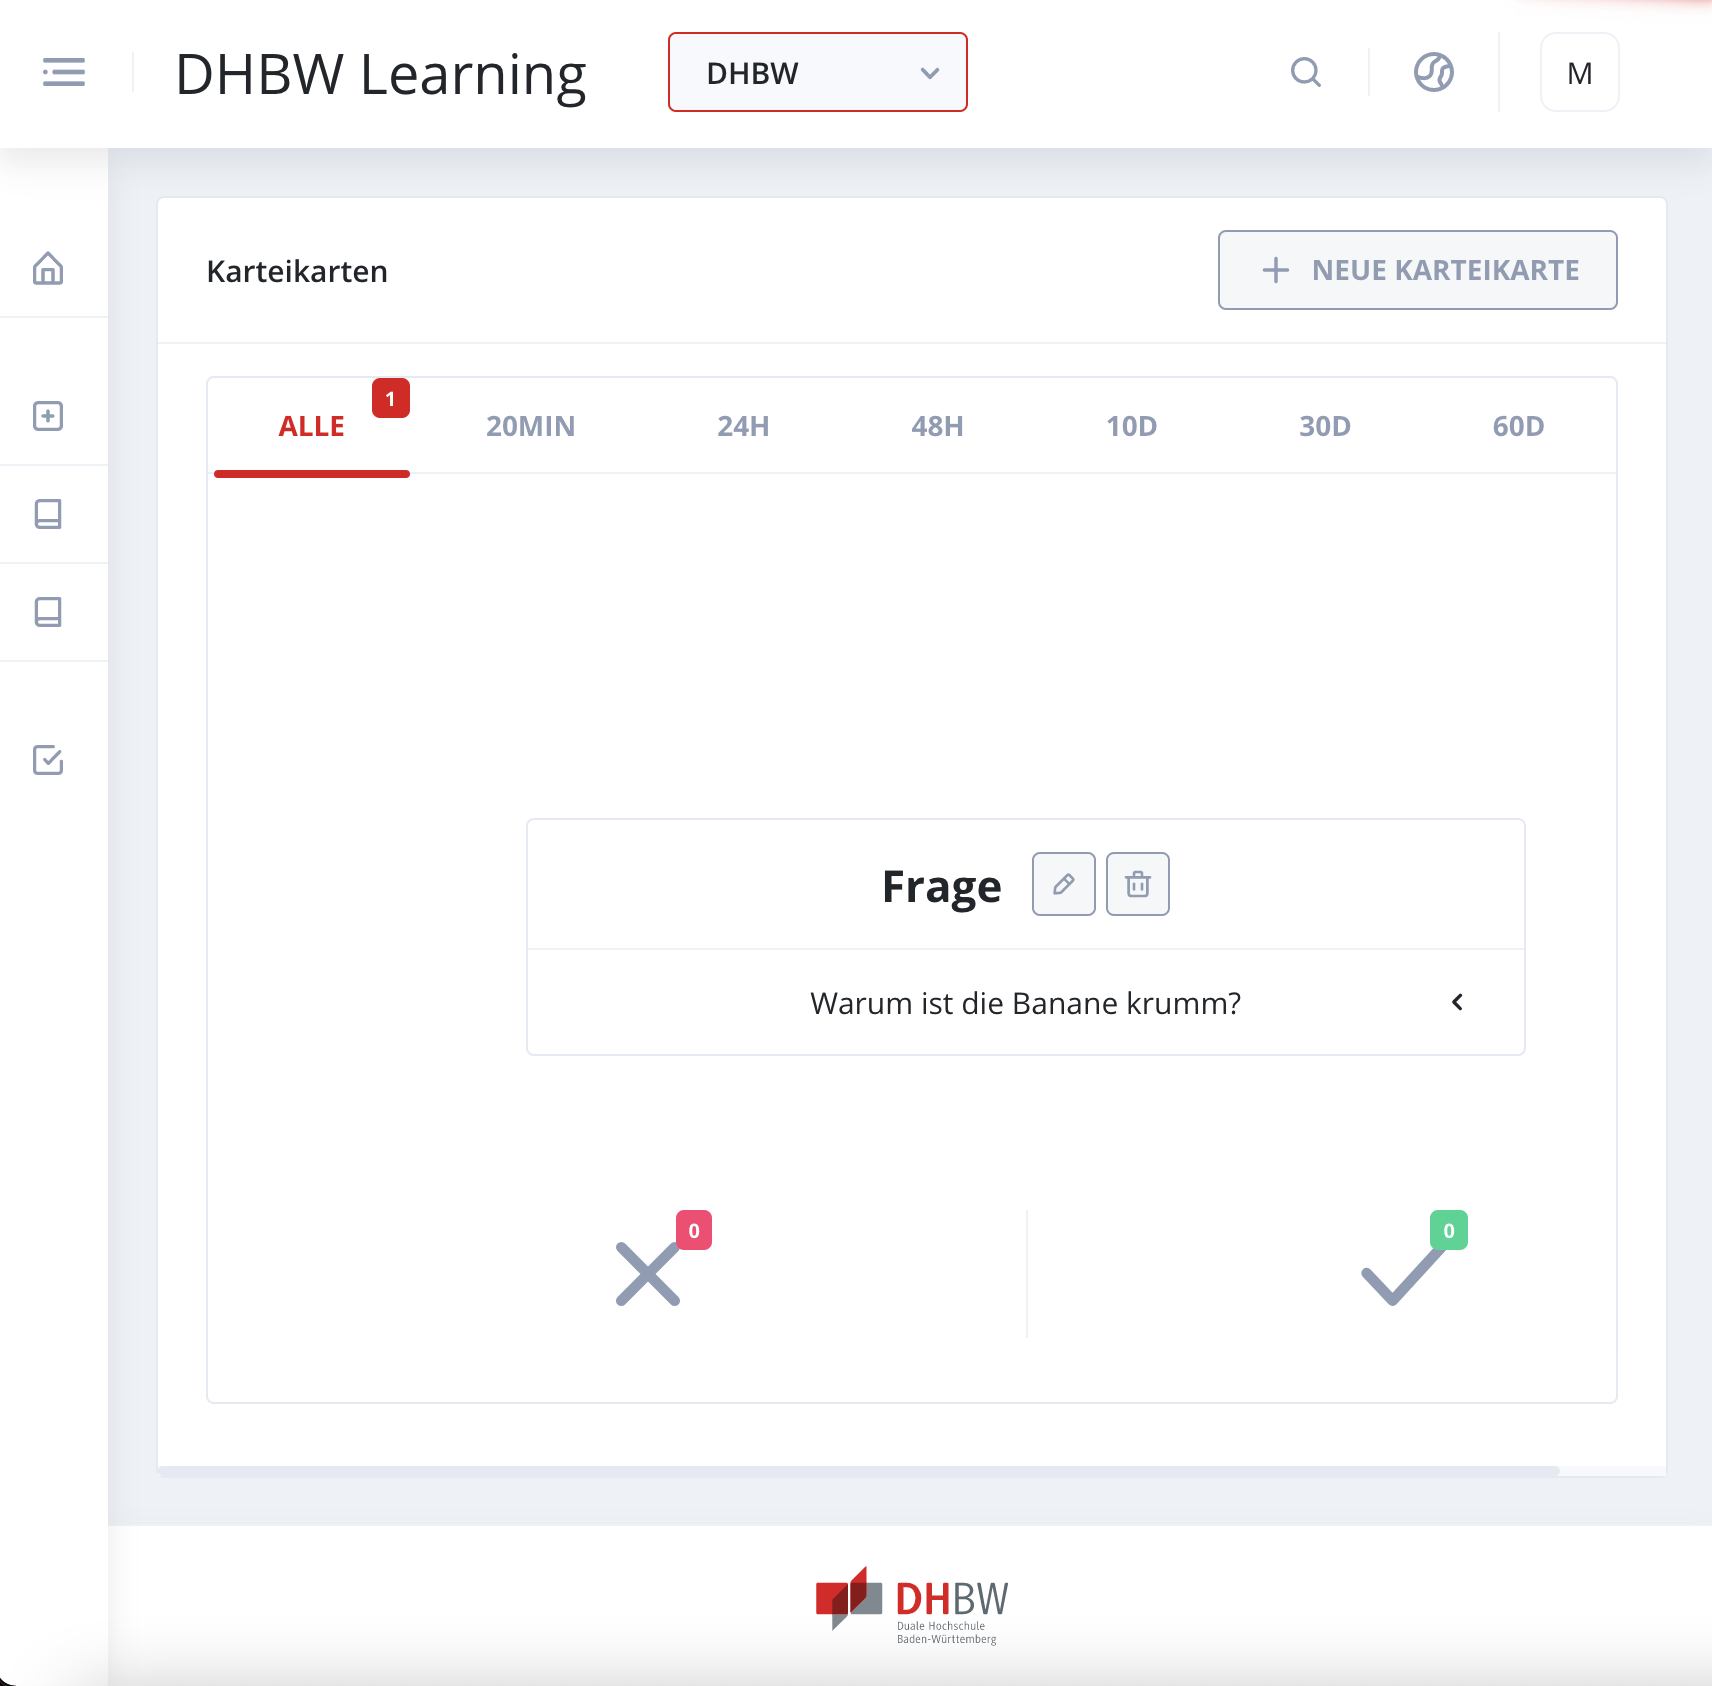 DHBW Learning
DHBW
M
Karteikarten
NEUE KARTEIKARTE
1
ALLE
20MIN
24H
48H
10D
30D
60D
Frage
Warum ist die Banane krumm?
0
0
DHBW
Duale Hochschule
Baden-Württemberg